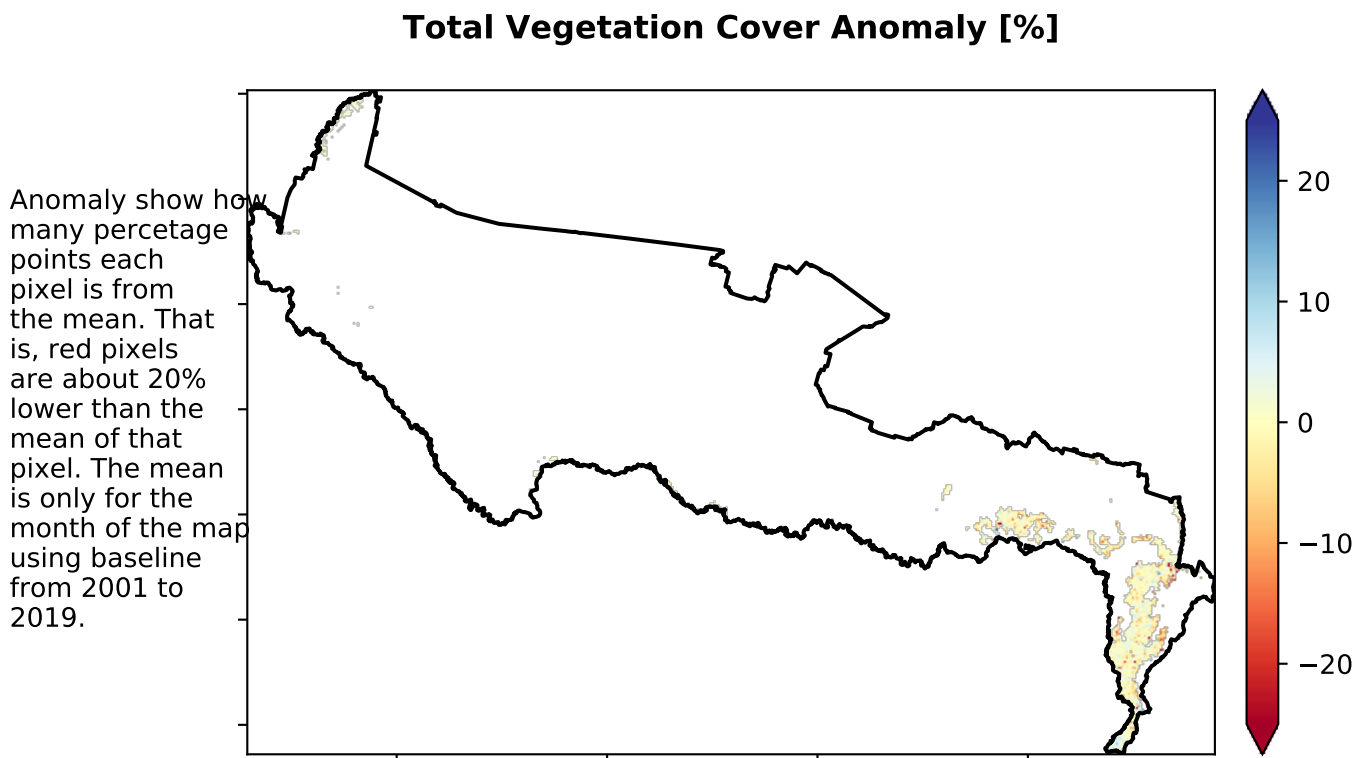 Total Vegetation Cover Anomaly [%]
Anomaly show how
many percetage
points each
pixel is from
the mean. That
is, red pixels
are about 20%
lower than the
mean of that
pixel. The mean
is only for the
month of the map
using baseline
from 2001 to
2019.
20
10
0
−10
−20